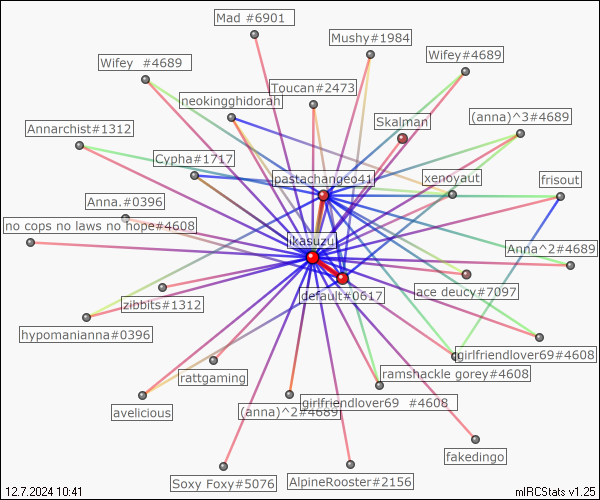 Mad #6901
Mushy#1984
Wifey  #4689
Wifey#4689
Toucan#2473
neokingghidorah
(anna)^3#4689
Skalman
Annarchist#1312
Cypha#1717
pastachangeo41
xenoyaut
frisout
Anna.#0396
no cops no laws no hope#4608
ikasuzu
Anna^2#4689
default#0617
ace deucy#7097
zibbits#1312
hypomanianna#0396
girlfriendlover69#4608
rattgaming
ramshackle gorey#4608
avelicious
(anna)^2#4689
girlfriendlover69  #4608
fakedingo
Soxy Foxy#5076
AlpineRooster#2156
12.7.2024 10:41
mIRCStats v1.25